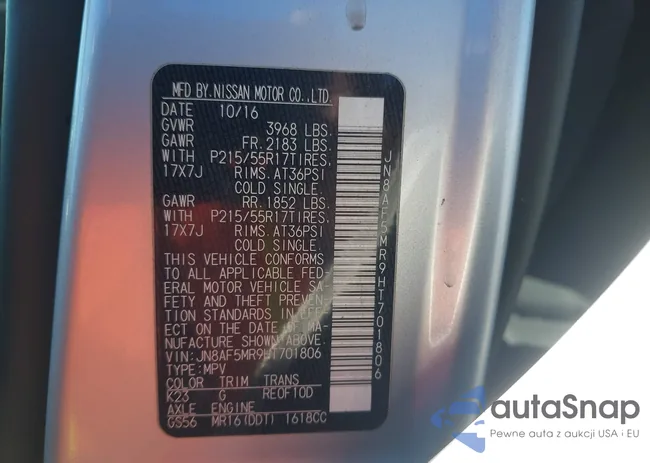 MFD BY.NISSAN MOTOR CO.,LTD.
DATE 10/16
GVWR 3968 LBS.
GAWR FR.2183 LBS.
WITH P215/55R17TIRES,
17X7J RIMS,AT36PSI
COLD SINGLE.
GAWR RR.1852 LBS.
WITH P215/55R17TIRES,
17X7J RIMS,AT36PSI
COLD SINGLE.
THIS VEHICLE CONFORMS
TO ALL APPLICABLE FED-
ERAL MOTOR VEHICLE SA-
FETY AND THEFT PREVEN-
TION STANDARDS IN EFF-
ECT ON THE DATE OF MA-
NUFACTURE SHOWN ABOVE.
VIN:JN8AF5MR9HT701806
TYPE:MPV
COLOR TRIM TRANS
K23 G RE0F10D
AXLE ENGINE
GS56 MR16(DDT) 1618CC
JN8AF5MR9HT701806
autaSnap
Pewne auta z aukcji USA i EU